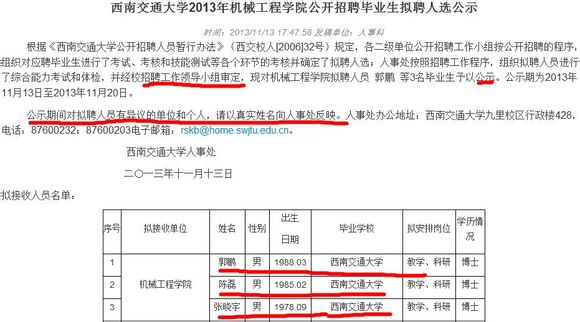 西南交通大学2013年机械工程学院公开招聘毕业生拟聘人选公示
时间：2013/11/13 17:47:58 发稿单位：人事科
根据《西南交通大学公开招聘人员暂行办法》（西交校人[2006]32号）规定，各二级单位公开招聘工作小组按公开招聘的程序，
组织对应聘毕业生进行了考试、考核和技能测试等各个环节的考核并确定了拟聘人选；人事处按照招聘工作程序，组织拟聘人员进行
了综合能力考试和体检，并经校招聘工作领导小组审定，现对机械工程学院拟聘人员 郭鹏 等3名毕业生予以公示。公示期为2013
年11月13日至2013年11月20日。
公示期间对拟聘人员有异议的单位和个人，请以真实姓名向人事处反映。人事处办公地址：西南交通大学九里校区行政楼428，
电话：87600232；87600203电子邮箱：rskb@home.swjtu.edu.cn
西南交通大学人事处
二〇一三年十一月十三日
拟接收人员名单：
序号 拟接收单位 姓名 性别 出生日期 毕业学校 拟安排岗位 学历情况
1 机械工程学院 郭鹏 男 1988.03 西南交通大学 教学、科研 博士
2 陈磊 男 1985.02 西南交通大学 教学、科研 博士
3 张晓宇 男 1978.09 西南交通大学 教学、科研 博士